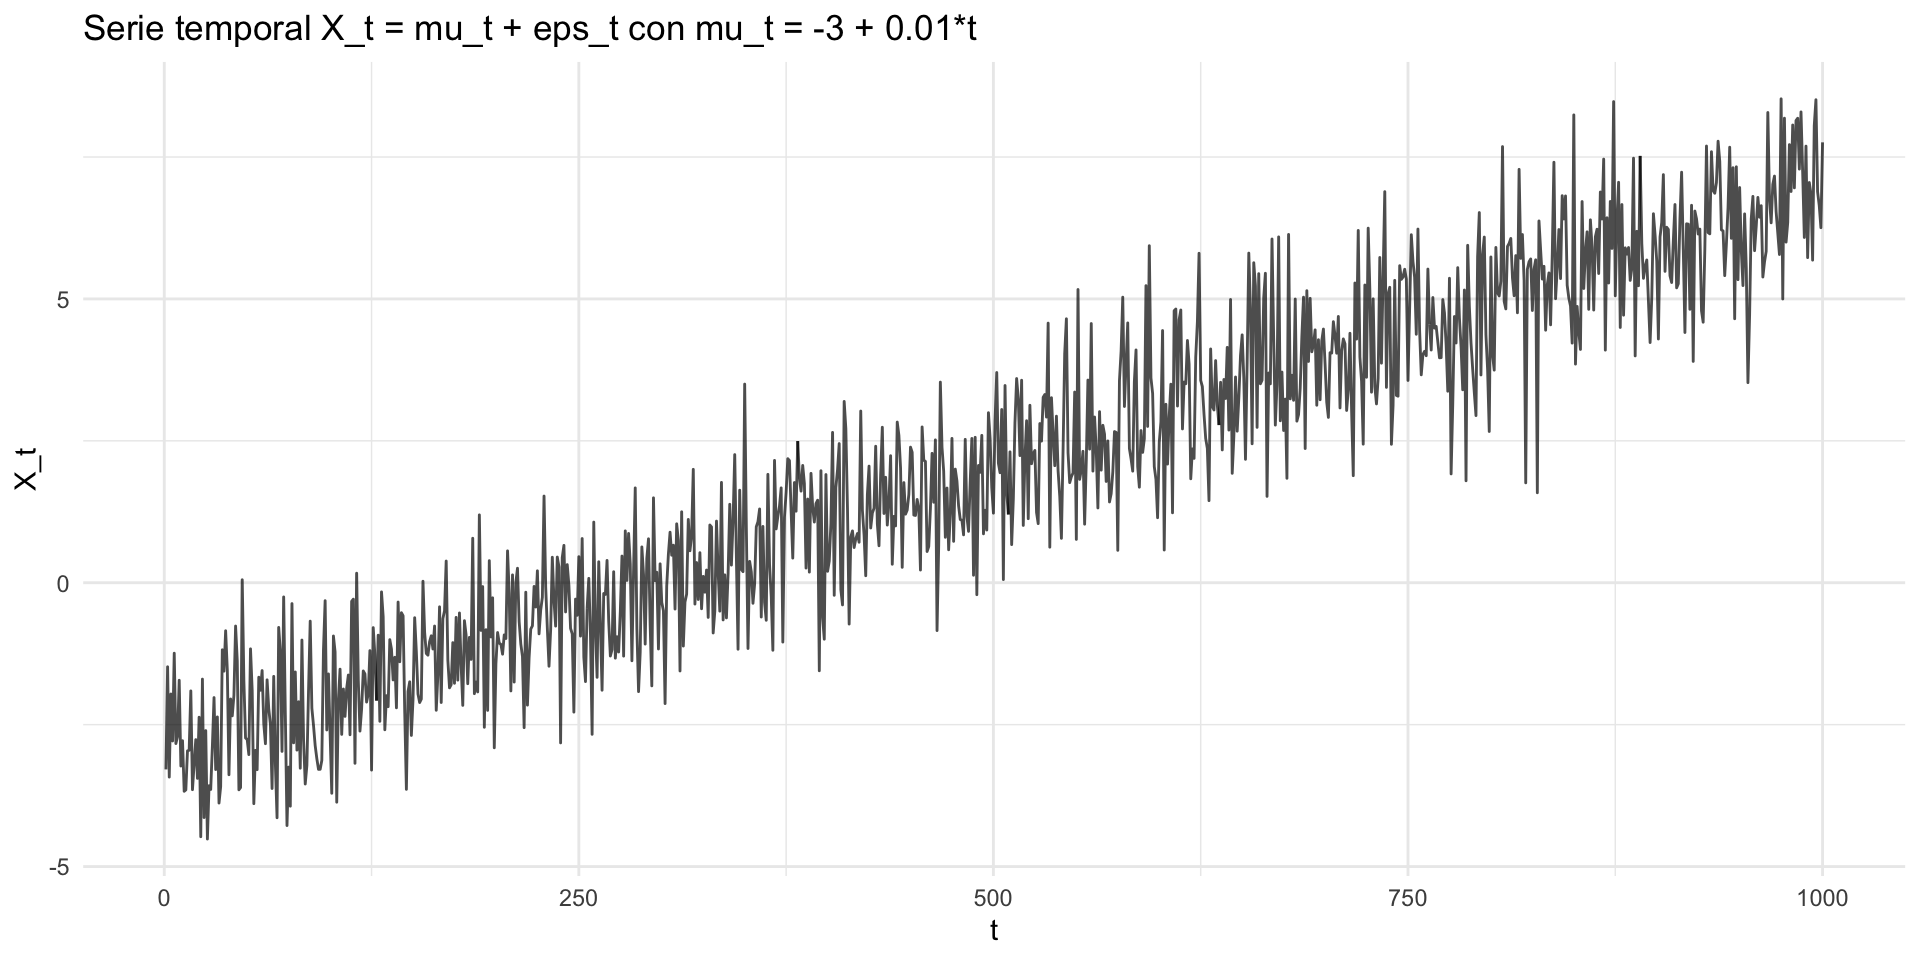 Serie temporal X_t = mu_t + eps_t con mu_t = -3 + 0.01*t
X_t
5
0
-5
0 250 500 750 1000
t